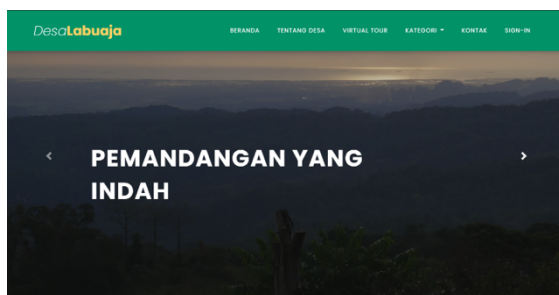 DesaLabuaja
BERANDA TENTANG DESA VIRTUAL TOUR KATEGORI KONTAK SIGN-IN
PEMANDANGAN YANG
INDAH